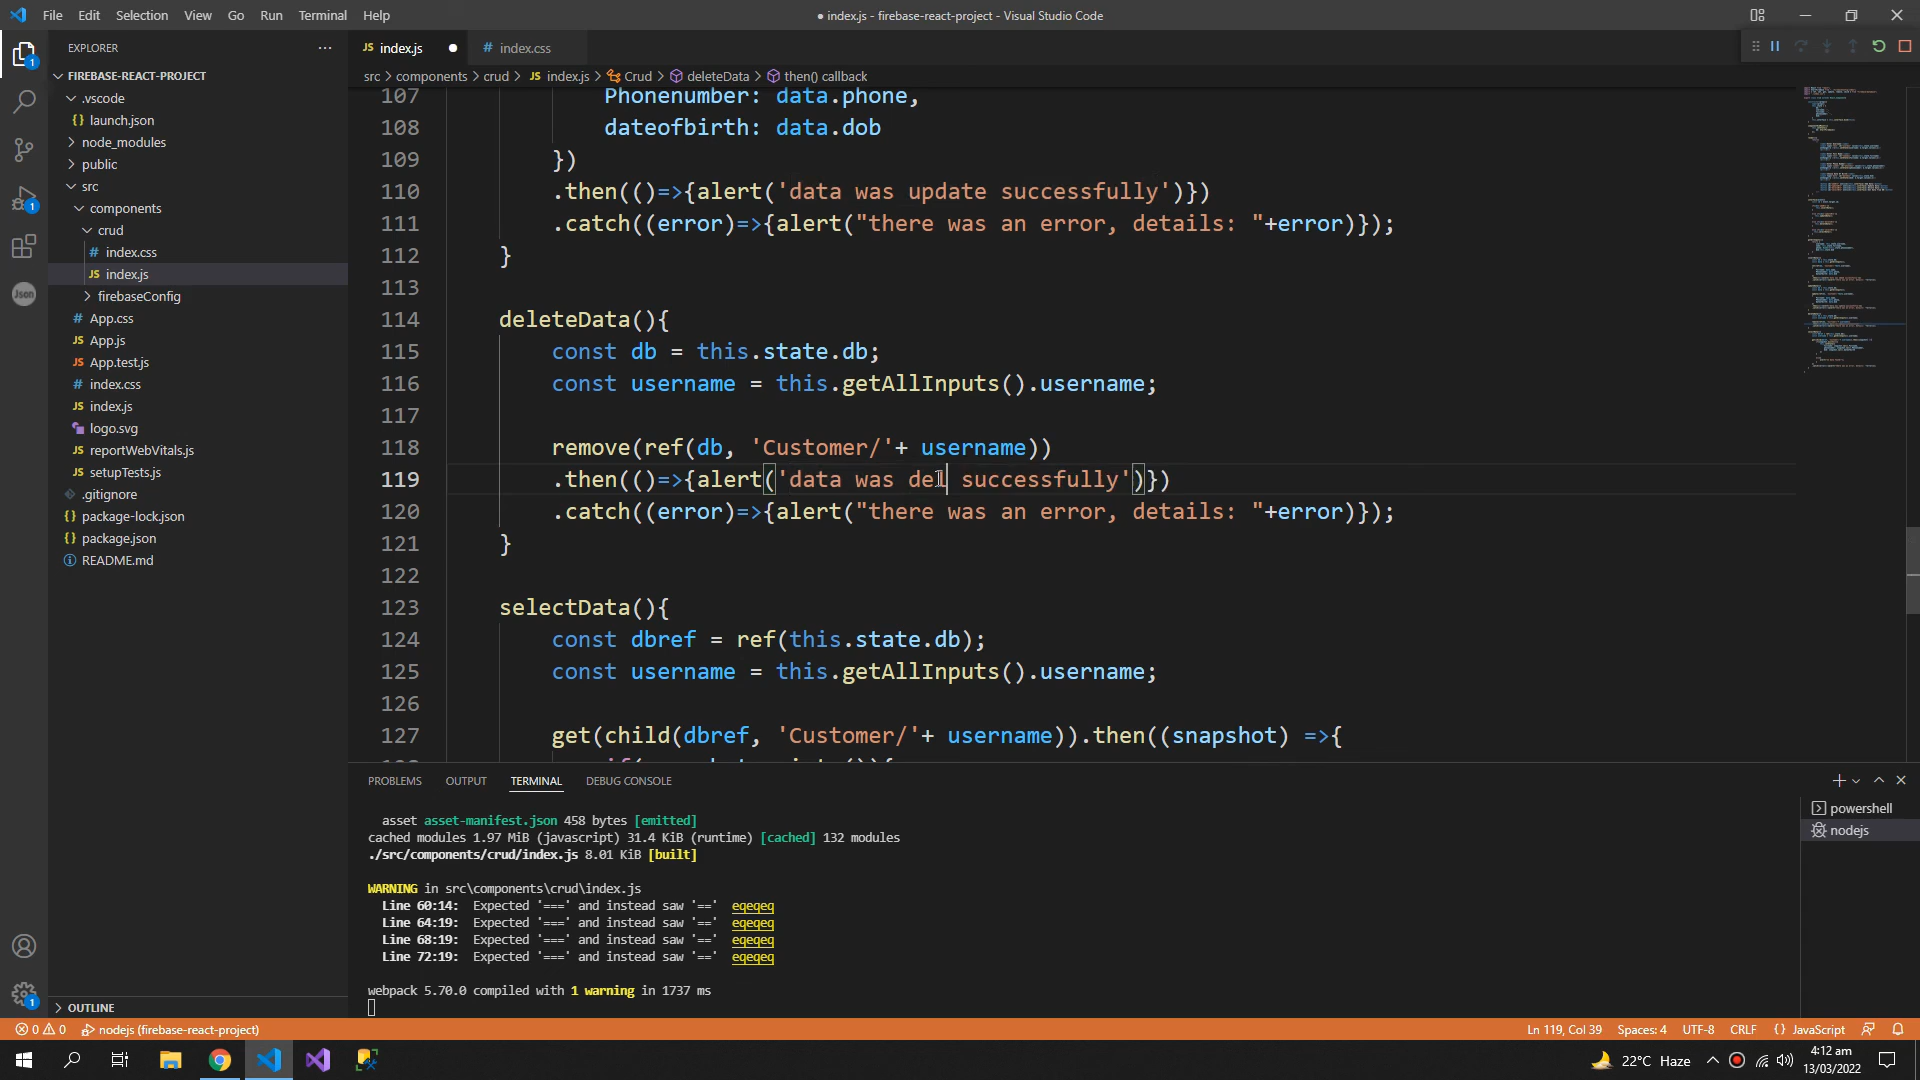 File Edit Selection View Go Run Terminal Help
● index.js - firebase-react-project - Visual Studio Code
EXPLORER
FIREBASE-REACT-PROJECT
.vscode
{} launch.json
node_modules
public
src
components
crud
# index.css
JS index.js
firebaseConfig
# App.css
JS App.js
JS App.test.js
# index.css
JS index.js
logo.svg
JS reportWebVitals.js
JS setupTests.js
.gitignore
{} package-lock.json
{} package.json
README.md
OUTLINE
Json
JS index.js
# index.css
src > components > crud > JS index.js > Crud > deleteData > then() callback
107 Phonenumber: data.phone,
108 dateofbirth: data.dob
109 })
110 .then(()=>{alert('data was update successfully')})
111 .catch((error)=>{alert("there was an error, details: "+error)});
112 }
113
114 deleteData(){
115 const db = this.state.db;
116 const username = this.getAllInputs().username;
117
118 remove(ref(db, 'Customer/'+ username))
119 .then(()=>{alert('data was del successfully')})
120 .catch((error)=>{alert("there was an error, details: "+error)});
121 }
122
123 selectData(){
124 const dbref = ref(this.state.db);
125 const username = this.getAllInputs().username;
126
127 get(child(dbref, 'Customer/'+ username)).then((snapshot) =>{
PROBLEMS OUTPUT TERMINAL DEBUG CONSOLE
powershell
nodejs
asset asset-manifest.json 458 bytes [emitted]
cached modules 1.97 MiB (javascript) 31.4 KiB (runtime) [cached] 132 modules
./src/components/crud/index.js 8.01 KiB [built]
WARNING in src\components\crud\index.js
Line 60:14: Expected '===' and instead saw '==' eqeqeq
Line 64:19: Expected '===' and instead saw '==' eqeqeq
Line 68:19: Expected '===' and instead saw '==' eqeqeq
Line 72:19: Expected '===' and instead saw '==' eqeqeq
webpack 5.70.0 compiled with 1 warning in 1737 ms
0 0 nodejs (firebase-react-project)
Ln 119, Col 39 Spaces: 4 UTF-8 CRLF {} JavaScript
22°C Haze
4:12 am
13/03/2022